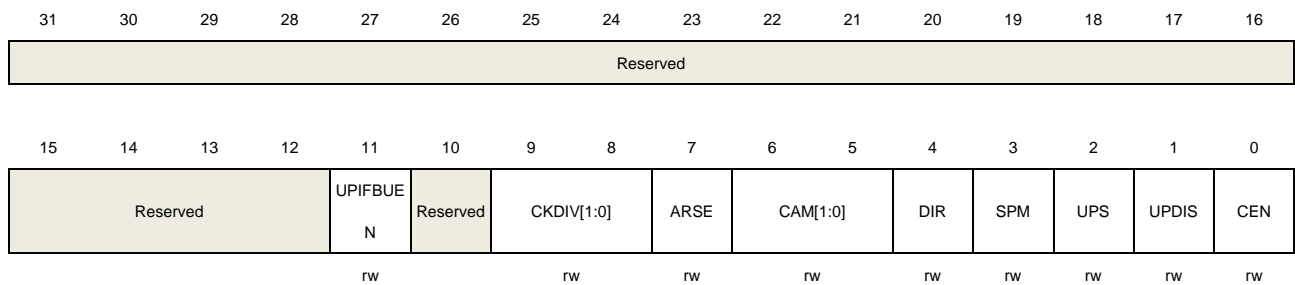 31 30 29 28 27 26 25 24 23 22 21 20 19 18 17 16
Reserved
15 14 13 12 11 10 9 8 7 6 5 4 3 2 1 0
Reserved UPIFBUE
N Reserved CKDIV[1:0] ARSE CAM[1:0] DIR SPM UPS UPDIS CEN
rw rw rw rw rw rw rw rw rw